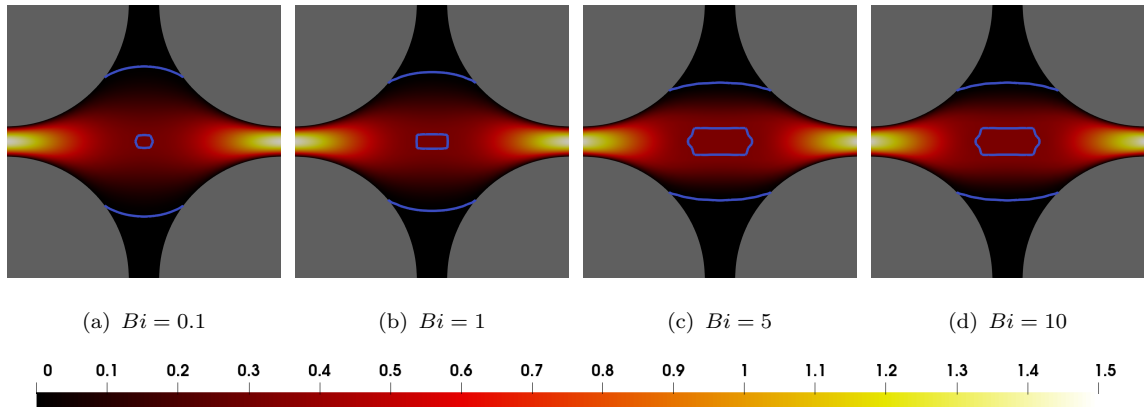 (a) Bi = 0.1 (b) Bi = 1 (c) Bi = 5 (d) Bi = 10
0 0.1 0.2 0.3 0.4 0.5 0.6 0.7 0.8 0.9 1 1.1 1.2 1.3 1.4 1.5